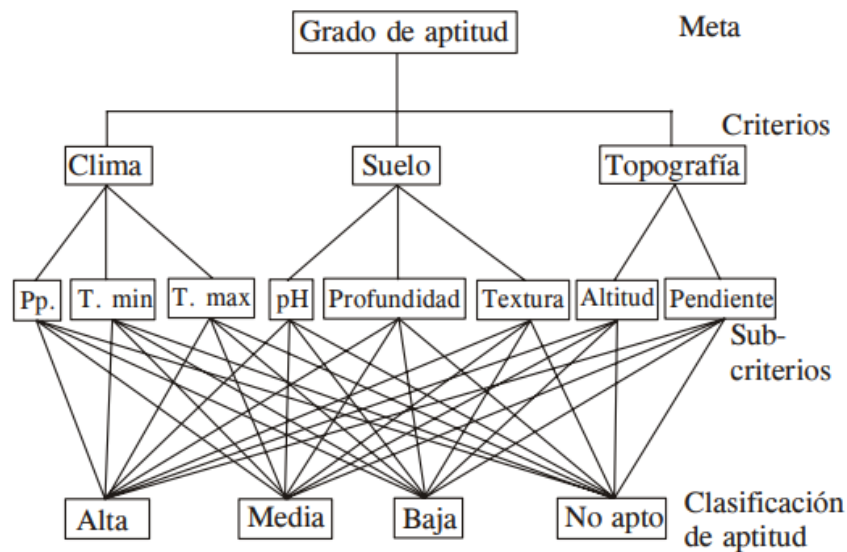 Grado de aptitud
Meta
Criterios
Clima
Suelo
Topografía
Pp.
T. min
T. max
pH
Profundidad
Textura
Altitud
Pendiente
Sub-
criterios
Alta
Media
Baja
No apto
Clasificación
de aptitud